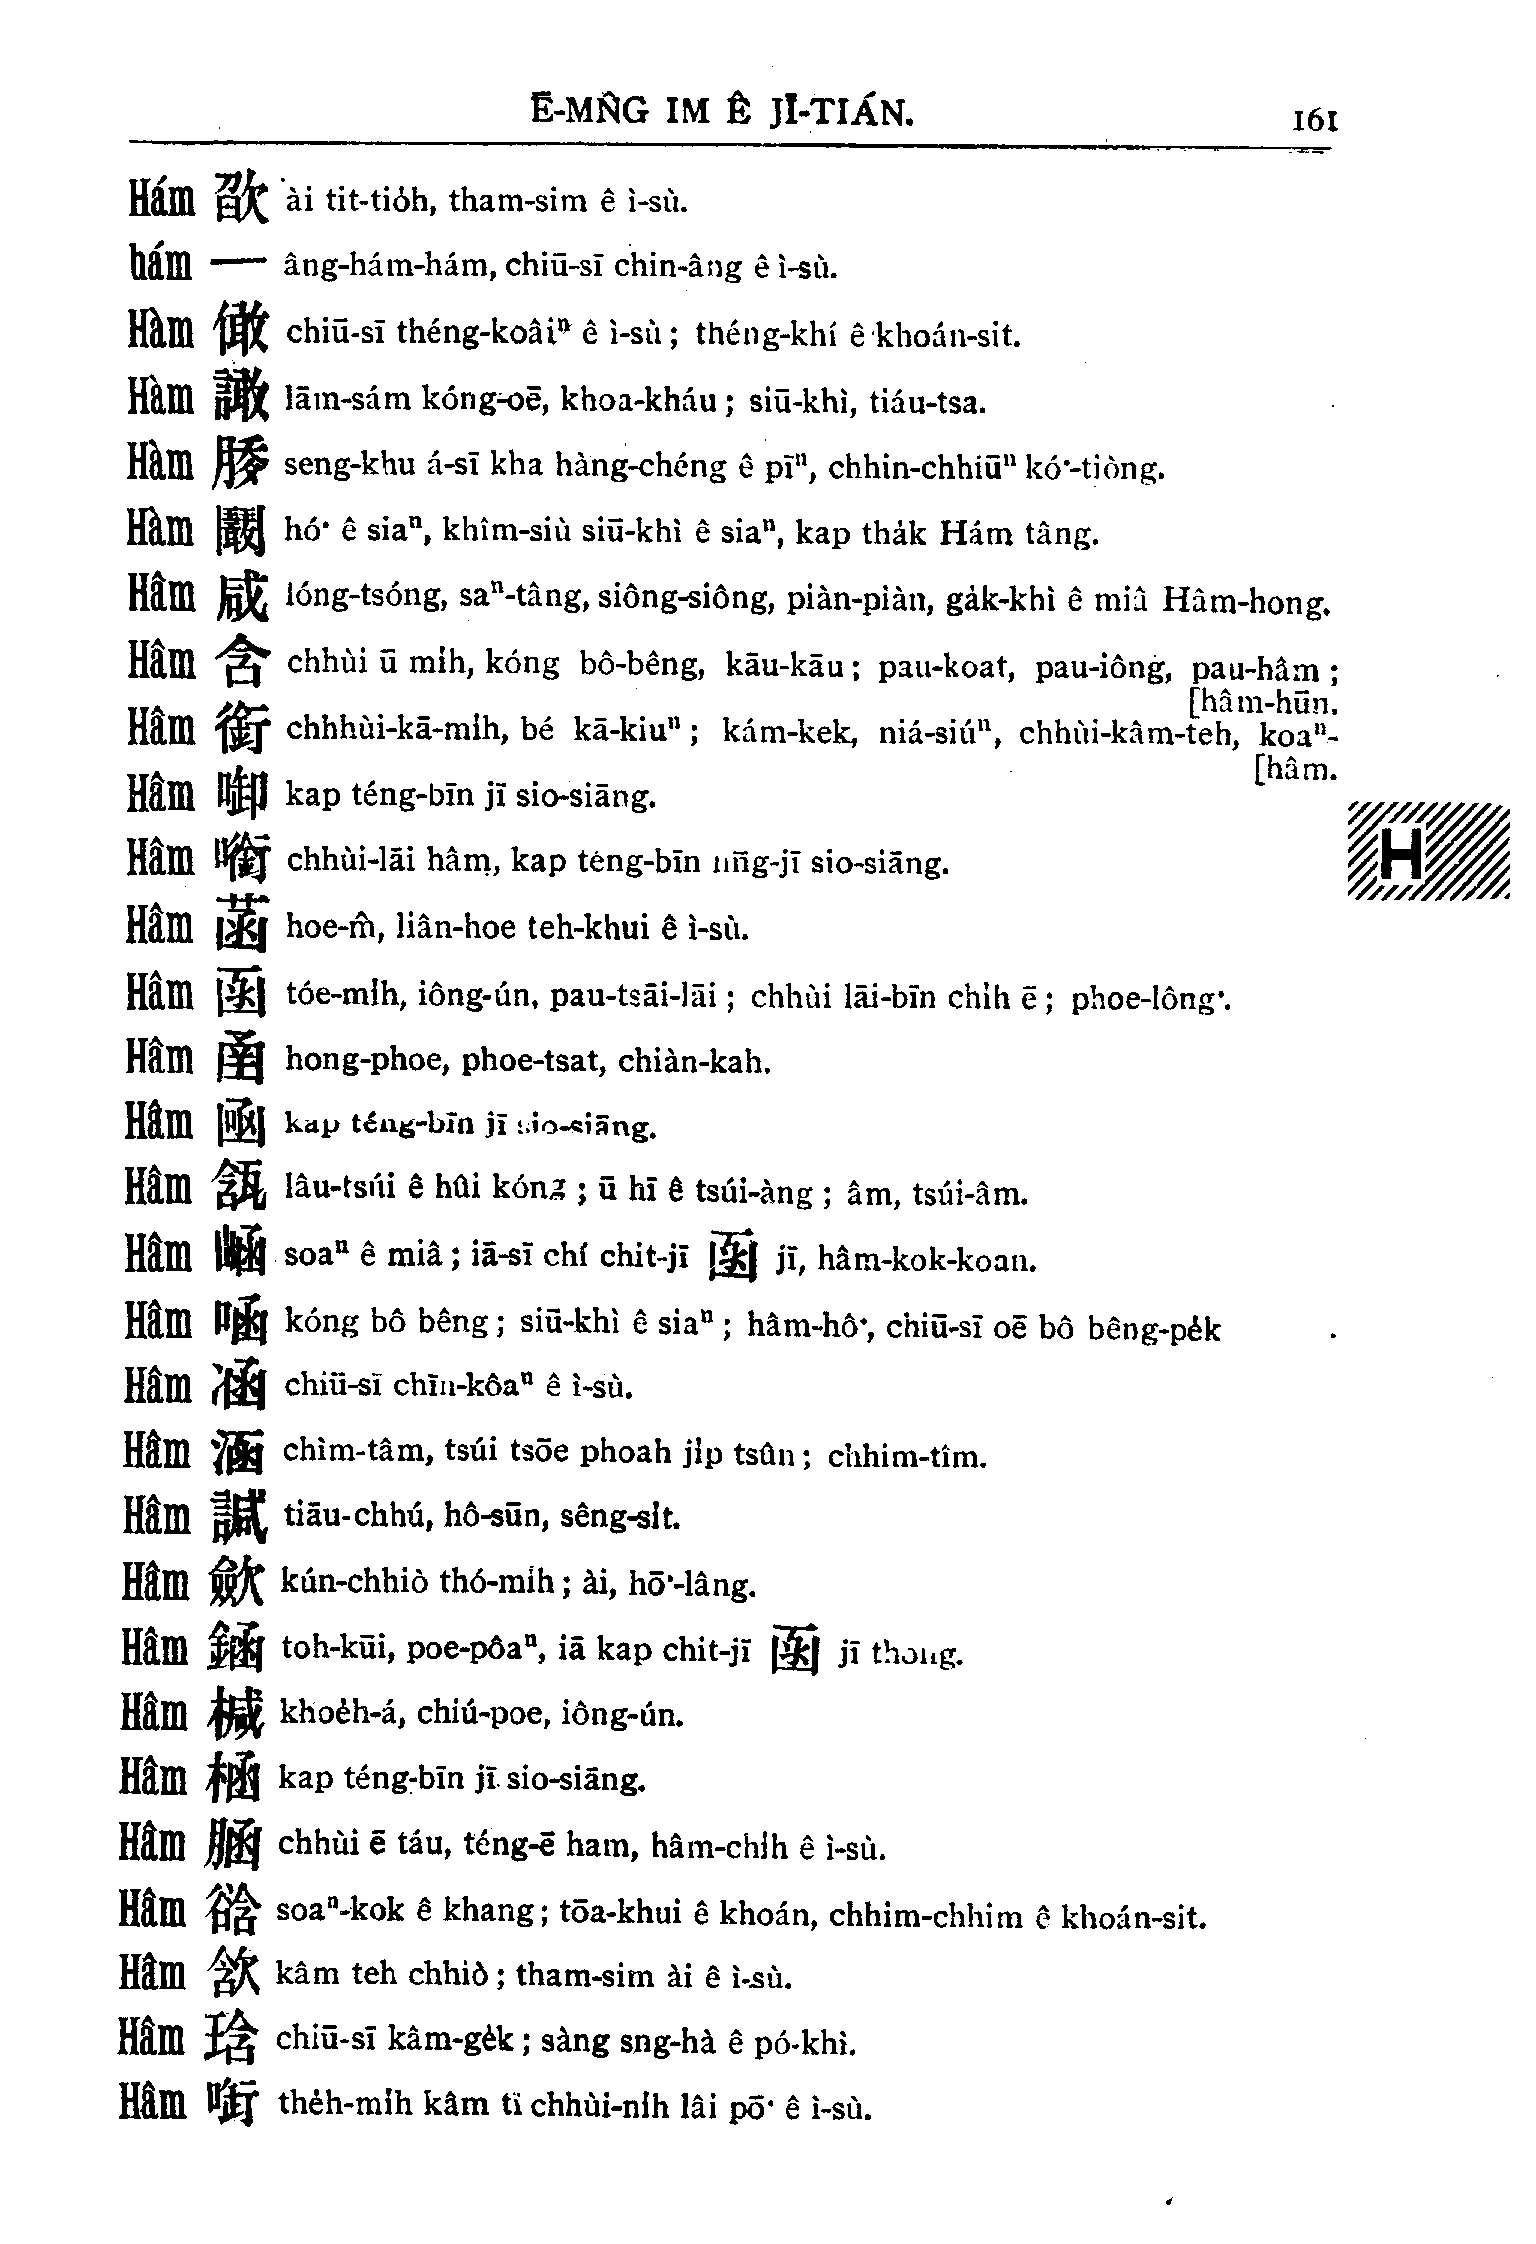 Ē-MN̂G IM Ê JĪ-TIÁN. 161
Hám 欿 ài tit-tio̍h, tham-sim ê ì-sù.
hám — âng-hám-hám, chiū-sī chin-âng ê ì-sù.
Hàm 㒈 chiū-sī théng-koâiⁿ ê ì-sù; théng-khí ê khoán-sit.
Hàm 譀 lām-sám kóng-oē, khoa-kháu; siū-khì, tiáu-tsa.
Hàm seng-khu á-sī kha hàng-chéng ê pīⁿ, chhin-chhiūⁿ kó͘-tiòng.
Hàm 闞 hó͘ ê siaⁿ, khîm-siù siū-khì ê siaⁿ, kap tha̍k Hám tâng.
Hâm 咸 lóng-tsóng, saⁿ-tâng, siông-siông, piàn-piàn, ga̍k-khì ê miâ Hâm-hong.
Hâm 含 chhùi ū mi̍h, kóng bô-bêng, kāu-kāu; pau-koat, pau-iông, pau-hâm;
[hâm-hūn.
Hâm 銜 chhhùi-kā-mi̍h, bé kā-kiuⁿ; kám-kek, niá-siúⁿ, chhùi-kâm-teh, koaⁿ-
[hâm.
Hâm 啣 kap téng-bīn jī sio-siāng.
Hâm 嚂 chhùi-lāi hâm, kap téng-bīn nn̄g-jī sio-siāng.
Hâm 菡 hoe-m̂, liân-hoe teh-khui ê ì-sù.
Hâm 函 tóe-mi̍h, iông-ún, pau-tsāi-lāi; chhùi lāi-bīn chi̍h ē; phoe-lông͘.
Hâm hong-phoe, phoe-tsat, chiàn-kah.
Hâm kap téng-bīn jī sio-siāng.
Hâm 㼨 lâu-tsúi ê hûi kóng; ū hī ê tsúi-àng; âm, tsúi-âm.
Hâm 崡 soaⁿ ê miâ; iā-sī chí chit-jī 函 jī, hâm-kok-koan.
Hâm 㖤 kóng bô bêng; siū-khì ê siaⁿ; hâm-hô͘, chiū-sī oē bô bêng-pe̍k
Hâm 凾 chiū-sī chīn-kôaⁿ ê ì-sù.
Hâm 涵 chìm-tâm, tsúi tsōe phoah ji̍p tsûn; chhim-tîm.
Hâm 諴 tiāu-chhú, hô-sūn, sêng-si̍t.
Hâm 歛 kún-chhiò thó-mi̍h; ài, hō͘-lâng.
Hâm 鋡 toh-kūi, poe-pôaⁿ, iā kap chit-jī 函 jī thong.
Hâm 椷 khoe̍h-á, chiú-poe, iông-ún.
Hâm 梒 kap téng-bīn jī sio-siāng.
Hâm 脑 chhùi ē táu, téng-ē ham, hâm-chi̍h ê ì-sù.
Hâm 谽 soaⁿ-kok ê khang; tōa-khui ê khoán, chhim-chhim ê khoán-sit.
Hâm 欱 kâm teh chhiò; tham-sim ài ê ì-sù.
Hâm 琀 chiū-sī kâm-ge̍k; sàng sng-hà ê pó-khì.
Hâm the̍h-mi̍h kâm tī chhùi-ni̍h lâi pō͘ ê ì-sù.
H